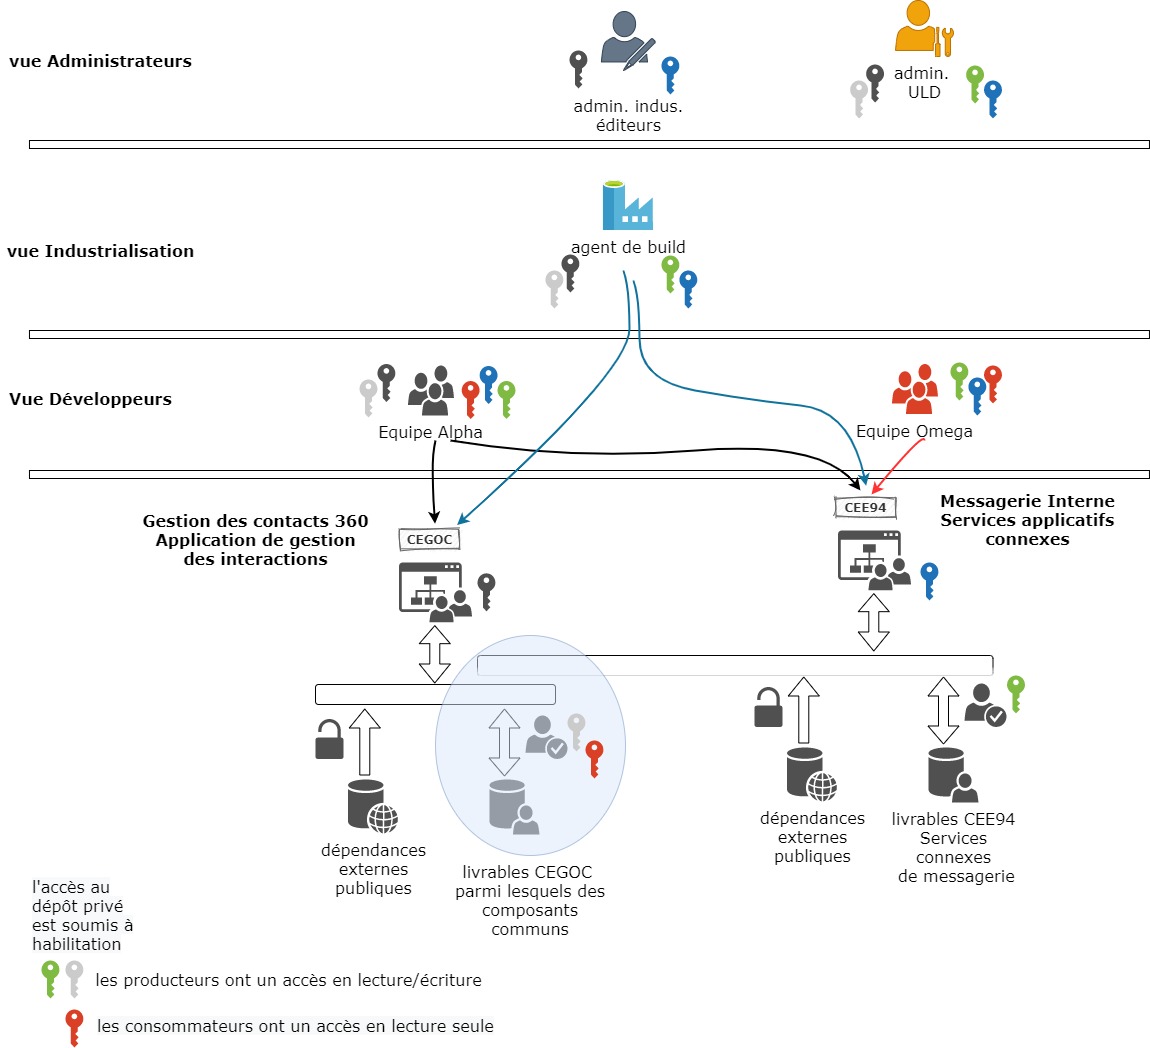 vue Administrateurs
admin. indus.
éditeurs
admin.
ULD
vue Industrialisation
agent de build
Vue Développeurs
Equipe Alpha
Equipe Omega
Gestion des contacts 360
Application de gestion
des interactions
CEGOC
CEE94
Messagerie Interne
Services applicatifs
connexes
dépendances
externes
publiques
livrables CEGOC
parmi lesquels des
composants
communs
dépendances
externes
publiques
livrables CEE94
Services
connexes
de messagerie
l'accès au
dépôt privé
est soumis à
habilitation
les producteurs ont un accès en lecture/écriture
les consommateurs ont un accès en lecture seule